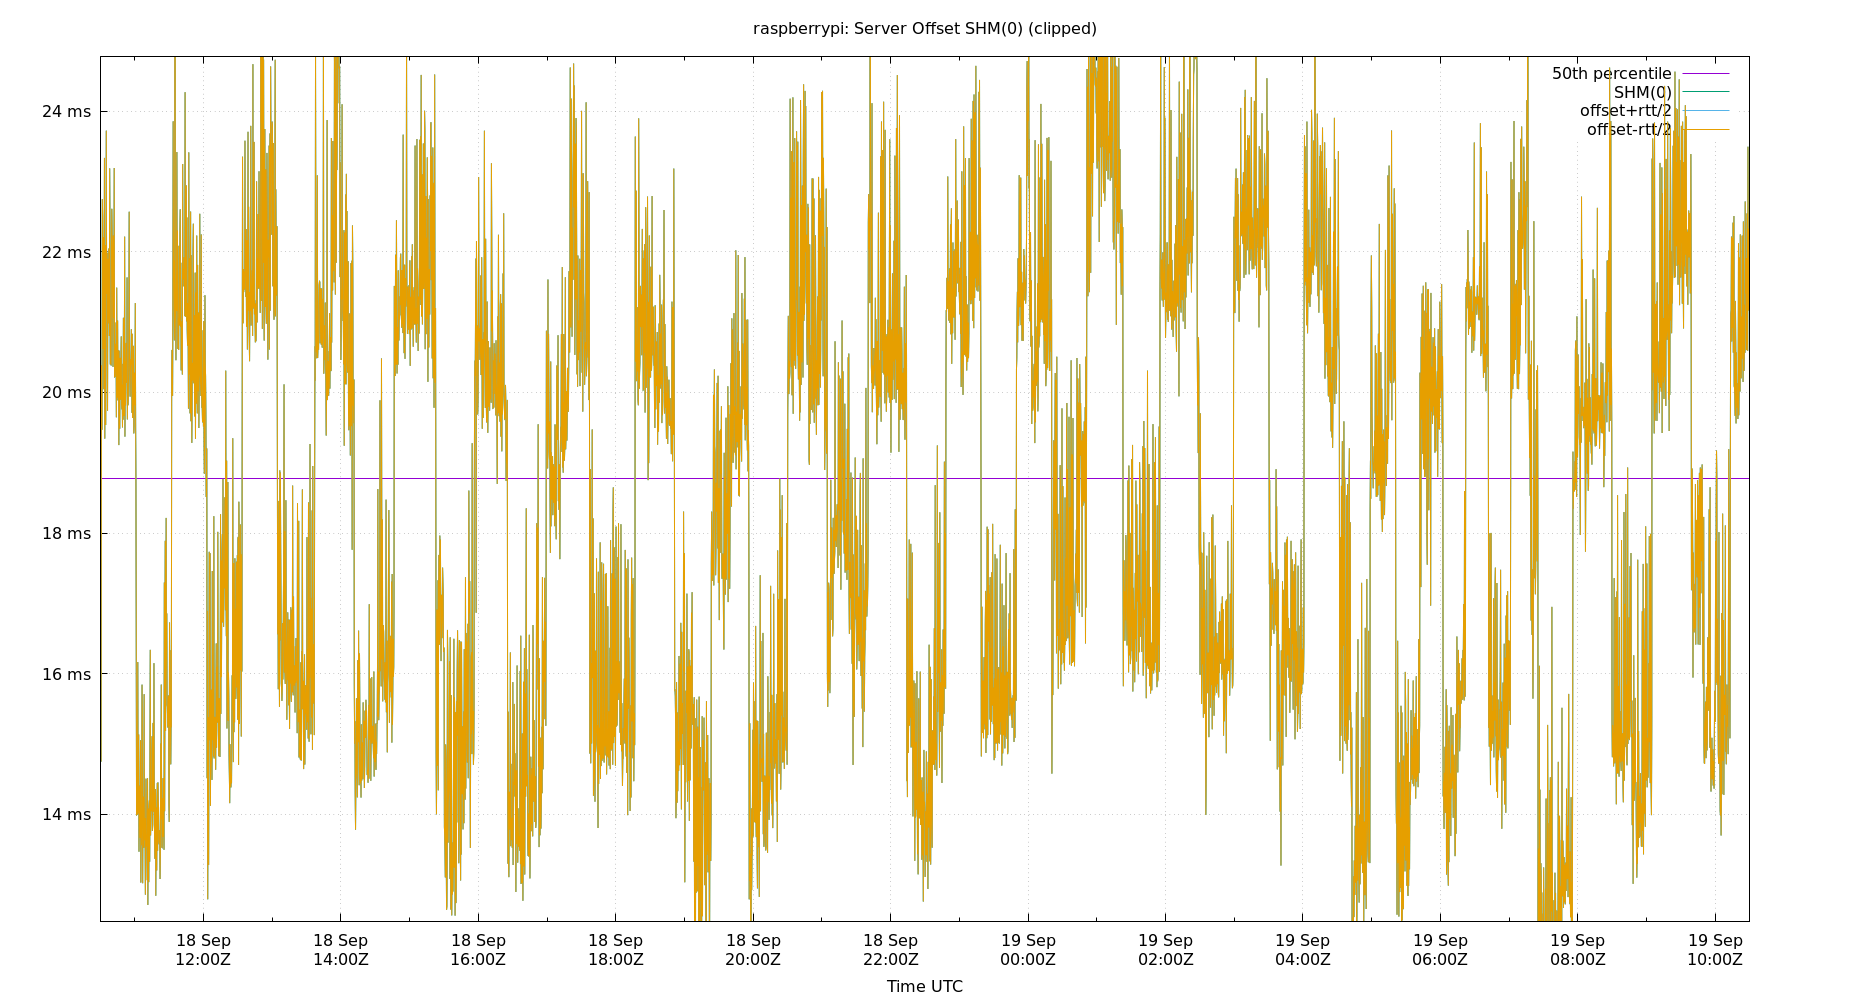 raspberrypi: Server Offset SHM(0) (clipped)
50th percentile
SHM(0)
offset+rtt/2
offset-rtt/2
24 ms
22 ms
20 ms
18 ms
16 ms
14 ms
18 Sep 18 Sep 18 Sep 18 Sep 18 Sep 18 Sep 19 Sep 19 Sep 19 Sep 19 Sep 19 Sep 19 Sep
12:00Z 14:00Z 16:00Z 18:00Z 20:00Z 22:00Z 00:00Z 02:00Z 04:00Z 06:00Z 08:00Z 10:00Z
Time UTC